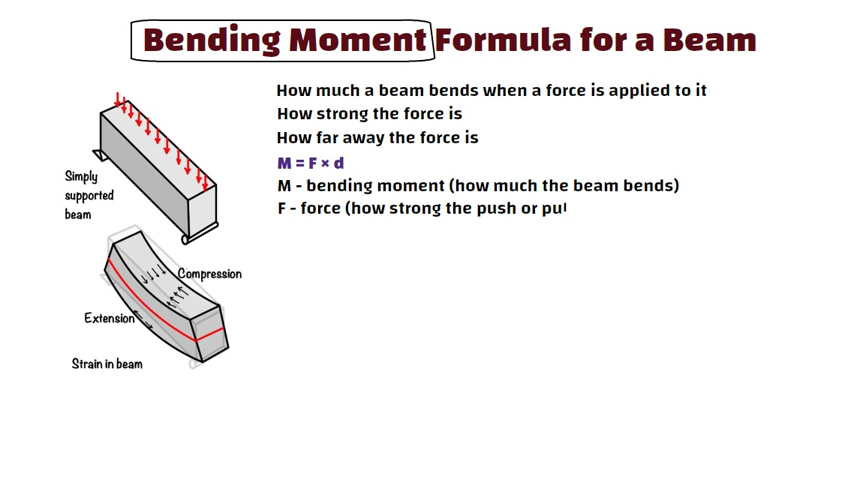 Bending Moment Formula for a Beam
How much a beam bends when a force is applied to it
How strong the force is
How far away the force is
M = F × d
M - bending moment (how much the beam bends)
F - force (how strong the push or
Simply
supported
beam
Compression
Extension
Strain in beam